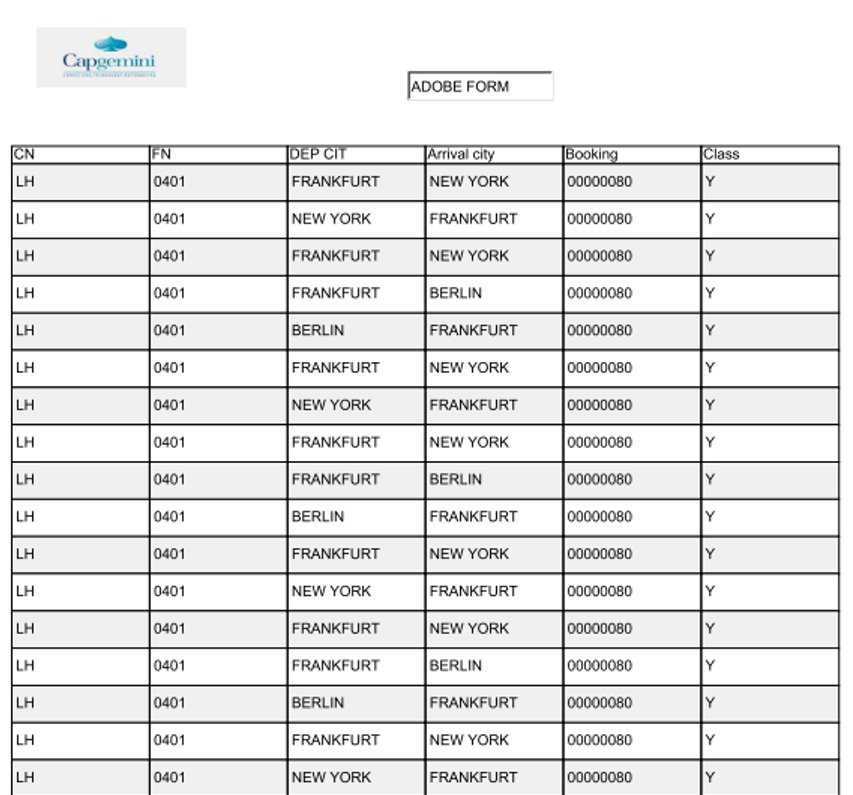 Capgemini
CONSULTING.TECHNOLOGY.OUTSOURCING
ADOBE FORM
CN FN DEP CIT Arrival city Booking Class
LH 0401 FRANKFURT NEW YORK 00000080 Y
LH 0401 NEW YORK FRANKFURT 00000080 Y
LH 0401 FRANKFURT NEW YORK 00000080 Y
LH 0401 FRANKFURT BERLIN 00000080 Y
LH 0401 BERLIN FRANKFURT 00000080 Y
LH 0401 FRANKFURT NEW YORK 00000080 Y
LH 0401 NEW YORK FRANKFURT 00000080 Y
LH 0401 FRANKFURT NEW YORK 00000080 Y
LH 0401 FRANKFURT BERLIN 00000080 Y
LH 0401 BERLIN FRANKFURT 00000080 Y
LH 0401 FRANKFURT NEW YORK 00000080 Y
LH 0401 NEW YORK FRANKFURT 00000080 Y
LH 0401 FRANKFURT NEW YORK 00000080 Y
LH 0401 FRANKFURT BERLIN 00000080 Y
LH 0401 BERLIN FRANKFURT 00000080 Y
LH 0401 FRANKFURT NEW YORK 00000080 Y
LH 0401 NEW YORK FRANKFURT 00000080 Y